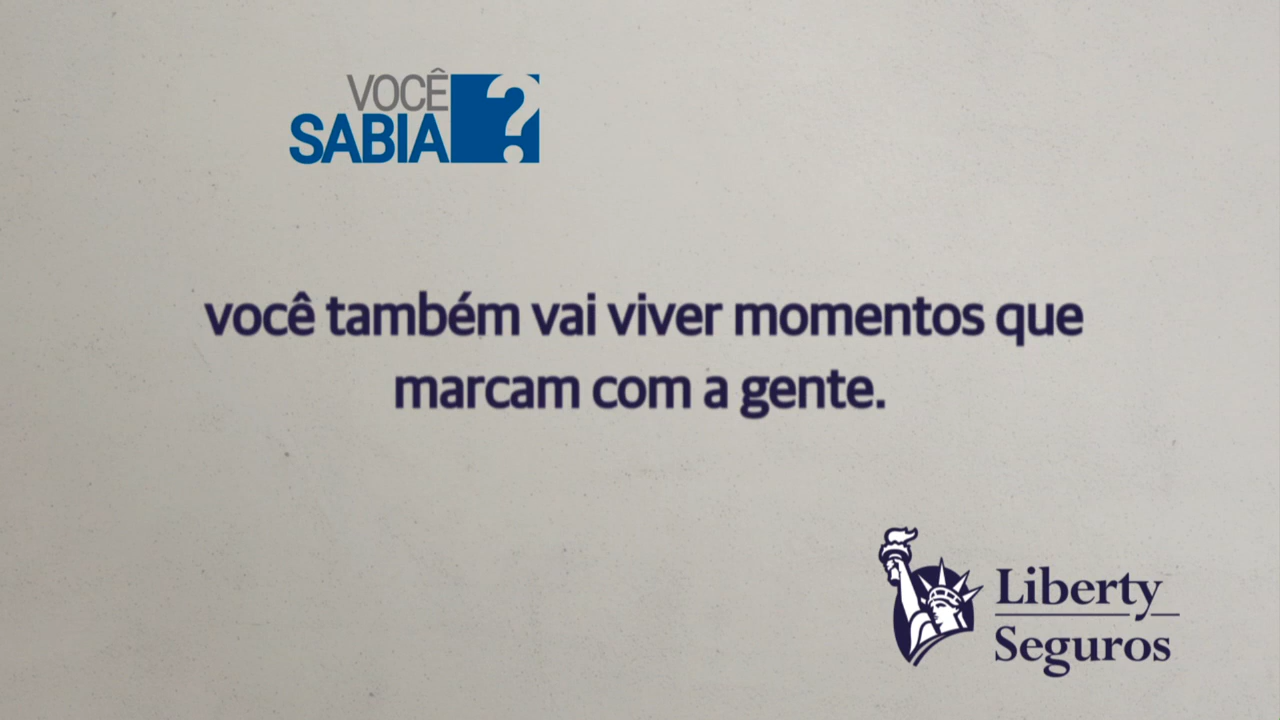 VOCÊ
SABIA?
você também vai viver momentos que
marcam com a gente.
Liberty
Seguros